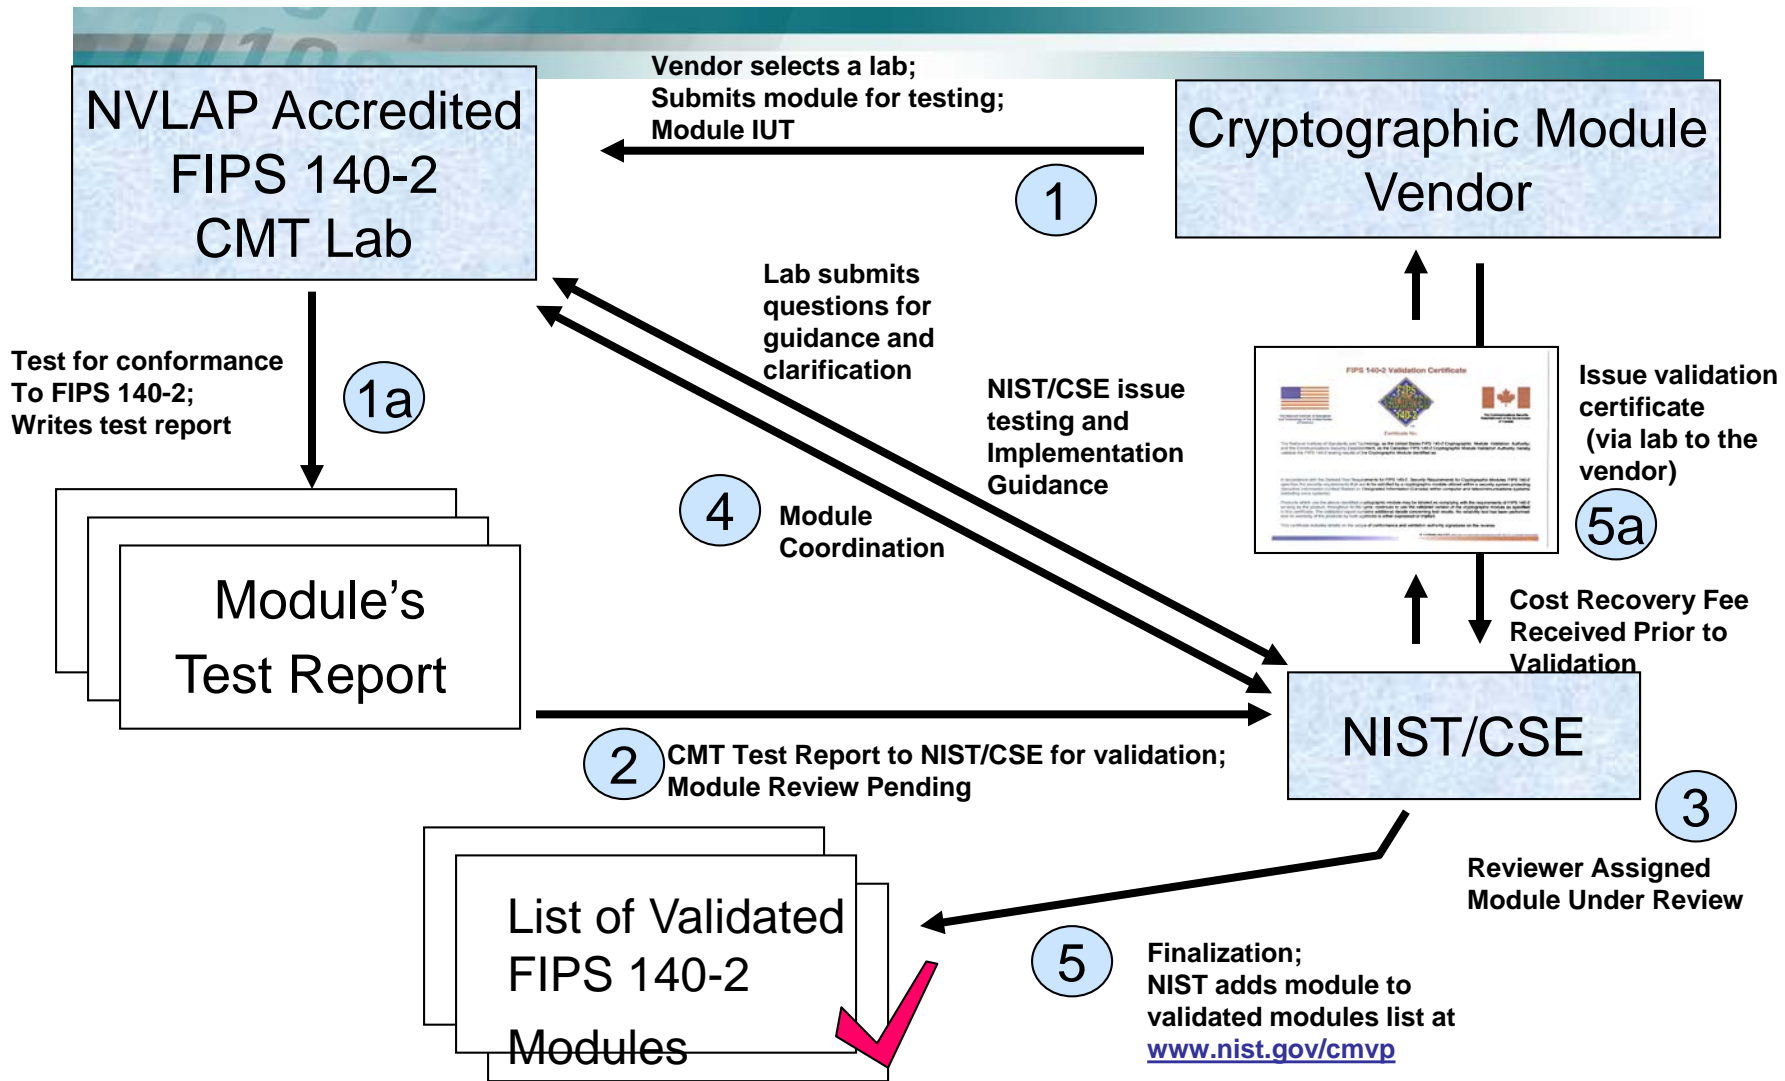 Vendor selects a lab;
Submits module for testing;
Module IUT
NVLAP Accredited
FIPS 140-2
CMT Lab
Cryptographic Module
Vendor
1
Lab submits
questions for
guidance and
clarification
Test for conformance
To FIPS 140-2;
Writes test report
1a
NIST/CSE issue
testing and
Implementation
Guidance
FIPS 140-2 Validation Certificate
Issue validation
certificate
(via lab to the
vendor)
5a
4
Module
Coordination
Module's
Test Report
Cost Recovery Fee
Received Prior to
Validation
NIST/CSE
2
CMT Test Report to NIST/CSE for validation;
Module Review Pending
3
Reviewer Assigned
Module Under Review
List of Validated
FIPS 140-2
Modules
5
Finalization;
NIST adds module to
validated modules list at
www.nist.gov/cmvp